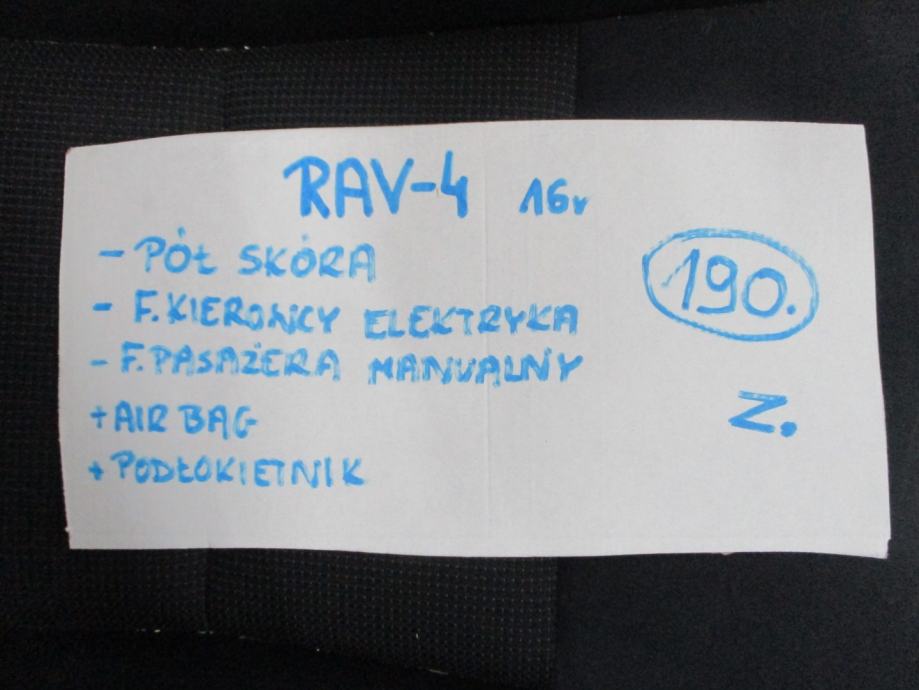 RAV-4 16v
- PÓŁ SKÓRA
190.
- F. KIEROWCY ELEKTRYKA
- F. PASAŻERA MANUALNY
Z.
+ AIR BAG
+ PODŁOKIETNIK